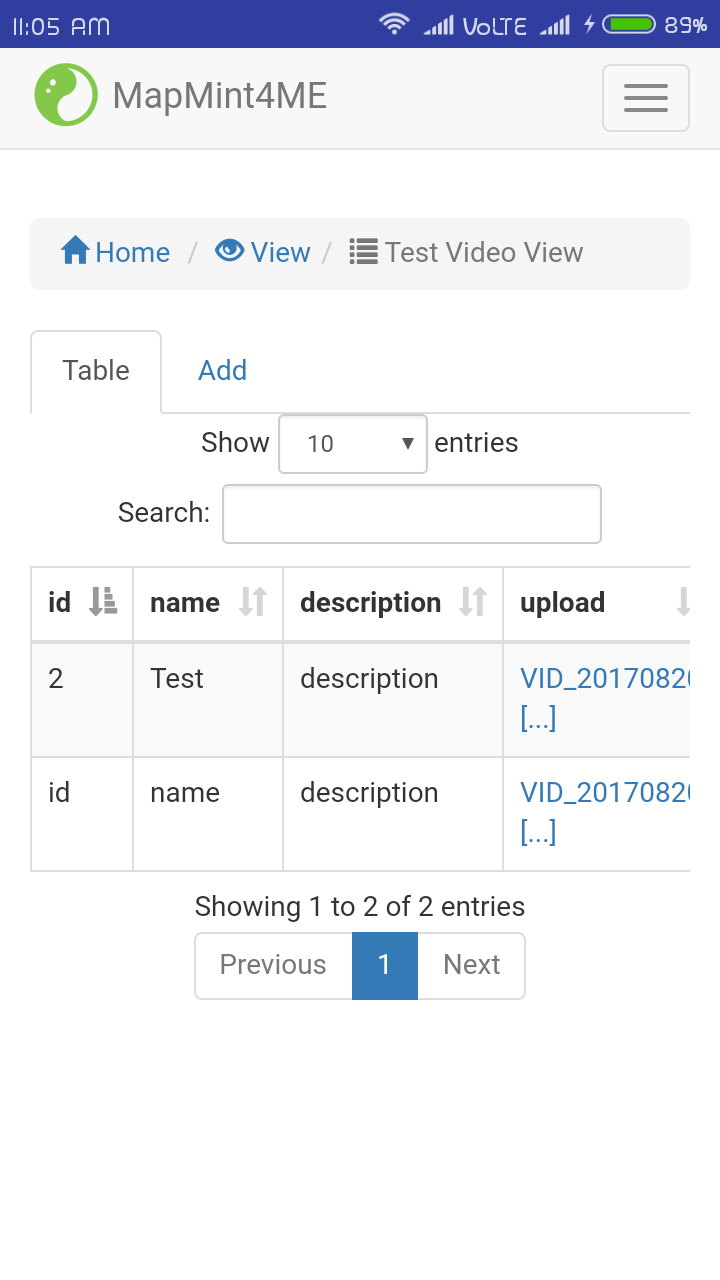 11:05 AM VoLTE 89%
MapMint4ME
Home / View / Test Video View
Table Add
Show 10 entries
Search:
id name description upload
2 Test description VID_2017082
[...]
id name description VID_2017082
[...]
Showing 1 to 2 of 2 entries
Previous 1 Next